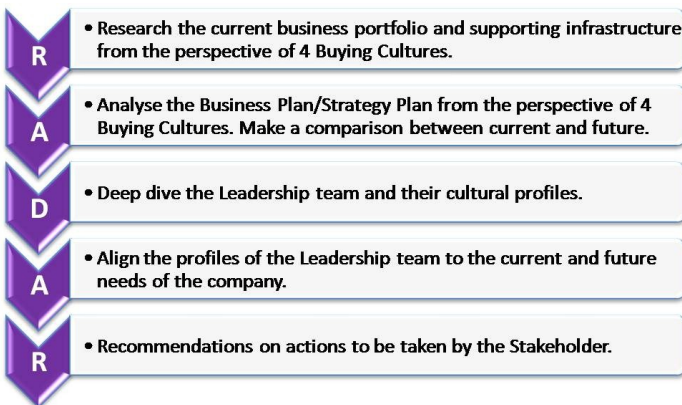 R
• Research the current business portfolio and supporting infrastructure
from the perspective of 4 Buying Cultures.
A
• Analyse the Business Plan/Strategy Plan from the perspective of 4
Buying Cultures. Make a comparison between current and future.
D
• Deep dive the Leadership team and their cultural profiles.
A
• Align the profiles of the Leadership team to the current and future
needs of the company.
R
• Recommendations on actions to be taken by the Stakeholder.